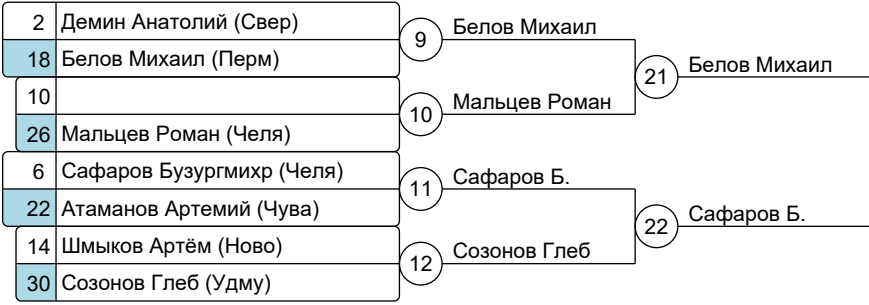 2 Демин Анатолий (Свер)
9 Белов Михаил
18 Белов Михаил (Перм)
21 Белов Михаил
10
10 Мальцев Роман
26 Мальцев Роман (Челя)
6 Сафаров Бузургмихр (Челя)
11 Сафаров Б.
22 Атаманов Артемий (Чува)
22 Сафаров Б.
14 Шмыков Артём (Ново)
12 Созонов Глеб
30 Созонов Глеб (Удму)